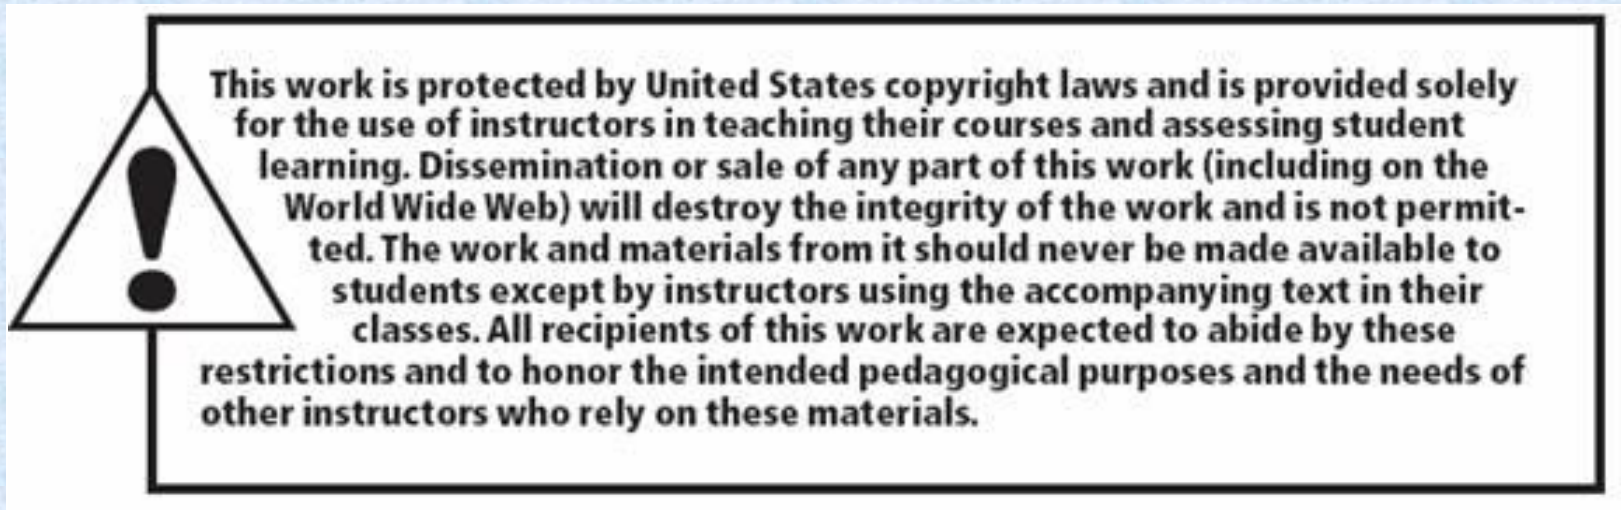 This work is protected by United States copyright laws and is provided solely
for the use of instructors in teaching their courses and assessing student
learning. Dissemination or sale of any part of this work (including on the
World Wide Web) will destroy the integrity of the work and is not permit-
ted. The work and materials from it should never be made available to
students except by instructors using the accompanying text in their
classes. All recipients of this work are expected to abide by these
restrictions and to honor the intended pedagogical purposes and the needs of
other instructors who rely on these materials.